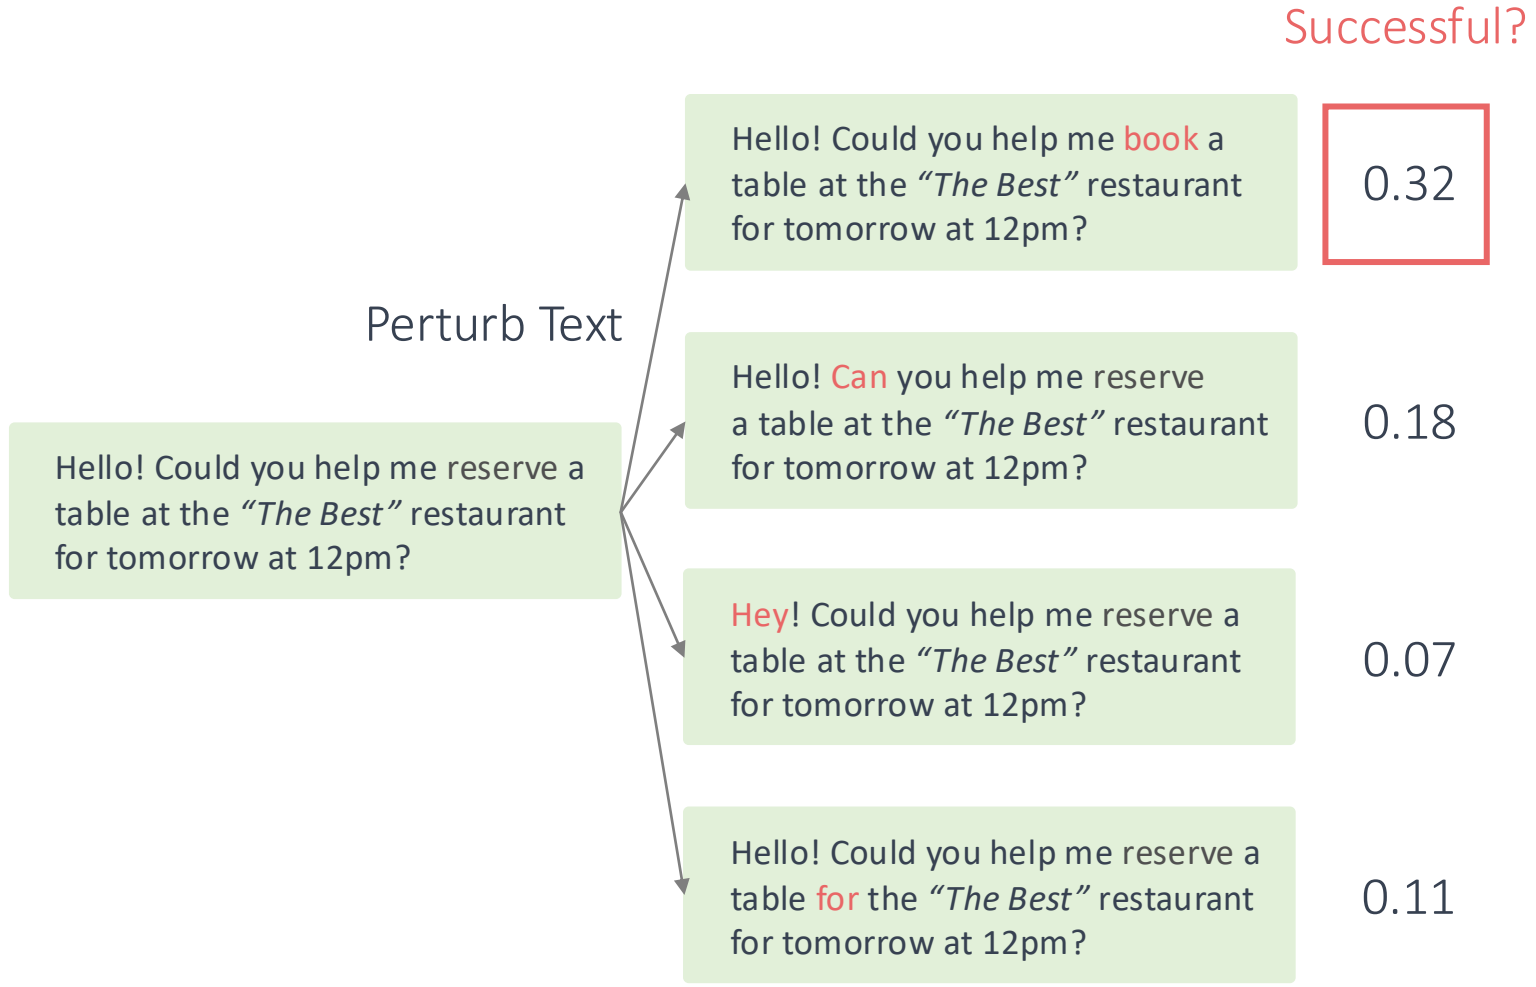 Successful?
Hello! Could you help me book a
table at the “The Best” restaurant
for tomorrow at 12pm?
0.32
Perturb Text
Hello! Can you help me reserve
a table at the “The Best” restaurant
for tomorrow at 12pm?
0.18
Hello! Could you help me reserve a
table at the “The Best” restaurant
for tomorrow at 12pm?
Hey! Could you help me reserve a
table at the “The Best” restaurant
for tomorrow at 12pm?
0.07
Hello! Could you help me reserve a
table for the “The Best” restaurant
for tomorrow at 12pm?
0.11